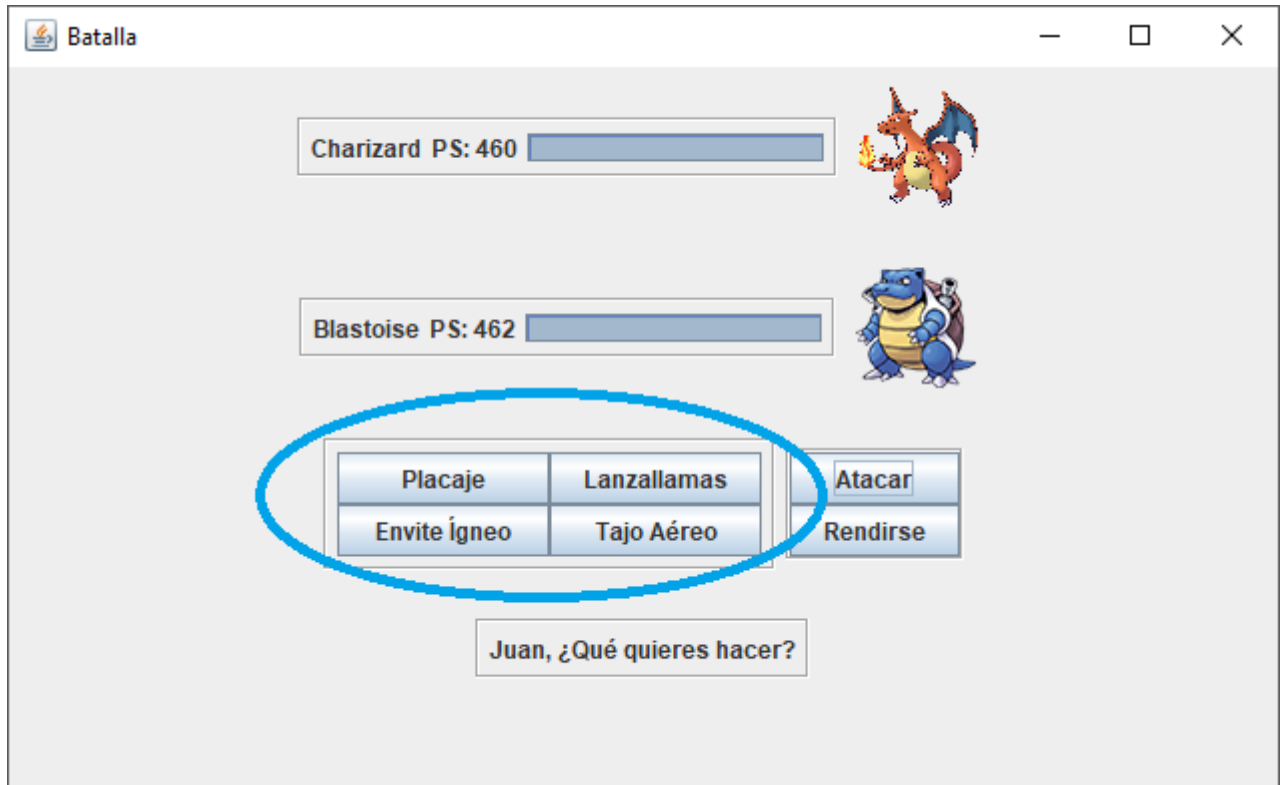 Batalla
Charizard PS: 460
Blastoise PS: 462
Placaje Lanzallamas Atacar
Envite Ígneo Tajo Aéreo Rendirse
Juan, ¿Qué quieres hacer?